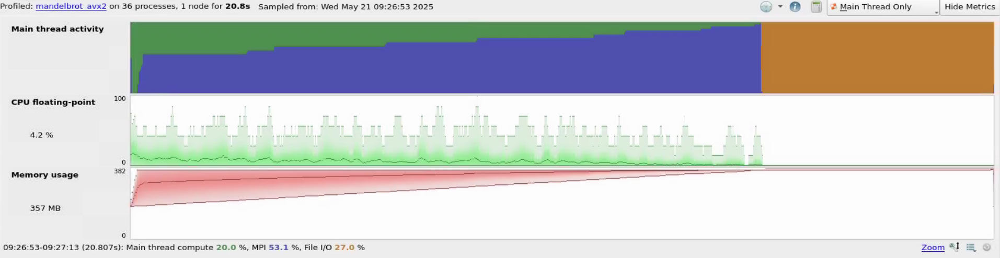 Profiled: mandelbrot_avx2 on 36 processes, 1 node for 20.8s Sampled from: Wed May 21 09:26:53 2025 Main Thread Only Hide Metrics
Main thread activity
CPU floating-point 100
4.2 %
0
Memory usage 382
357 MB
0
09:26:53-09:27:13 (20.807s): Main thread compute 20.0 %, MPI 53.1 %, File I/O 27.0 % Zoom